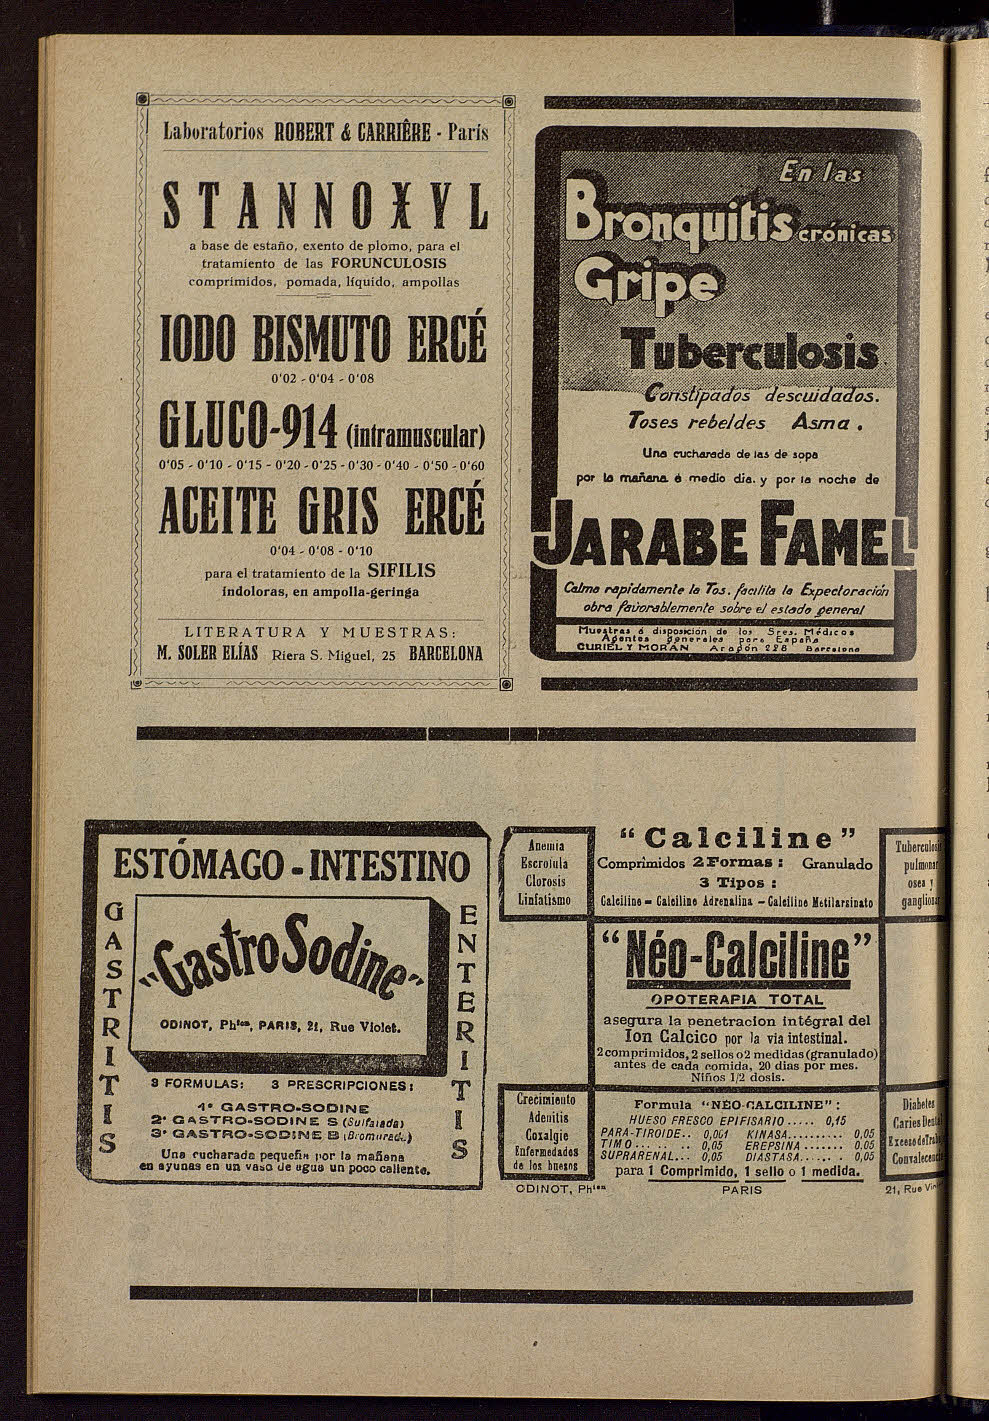 Laboratorios ROBERT & CARRIÊRE - París
STANNOXYL
a base de estaño, exento de plomo, para el
tratamiento de las FORUNCULOSIS
comprimidos, pomada, líquido, ampollas
IODO BISMUTO ERCÉ
0'02 - 0'04 - 0'08
GLUCO-914 (intramuscular)
0'05 - 0'10 - 0'15 - 0'20 - 0'25 - 0'30 - 0'40 - 0'50 - 0'60
ACEITE GRIS ERCÉ
0'04 - 0'08 - 0'10
para el tratamiento de la SIFILIS
indoloras, en ampolla-geringa
LITERATURA Y MUESTRAS:
M. SOLER ELÍAS Riera S. Miguel, 25 BARCELONA
En las
Bronquitis crónicas
Gripe
Tuberculosis
Constipados descuidados.
Toses rebeldes Asma.
Una cucharada de las de sopa
por la mañana á medio dia. y por la noche de
JARABE FAMEL
Calma rapidamente la Tos, facilita la Expectoración
obra favorablemente sobre el estado general
Muestras á disposición de los Sres. Médicos
Agentes generales para España
CURIEL Y MORÁN Aragón 228 Barcelona
ESTÓMAGO - INTESTINO
GASTRITIS
"GastroSodine"
ODINOT, Phien, PARIS, 21, Rue Violet.
ENTERITIS
3 FORMULAS: 3 PRESCRIPCIONES:
1º GASTRO-SODINE
2º GASTRO-SODINE S (Sulfatada)
3º GASTRO-SODINE B (Bromurada)
Una cucharada pequeña por la mañana
en ayunas en un vaso de agua un poco caliente.
Anemia
Escrofula
Clorosis
Linfatismo
"Calciline"
Comprimidos 2 Formas: Granulado
3 Tipos:
Calciline - Calciline Adrenalina - Calciline Metilarsinato
Tuberculosis
pulmonar
osea y
ganglionar
"Néo-Calciline"
OPOTERAPIA TOTAL
asegura la penetracion intégral del
Ion Calcico por la via intestinal.
2 comprimidos, 2 sellos o 2 medidas (granulado)
antes de cada comida, 20 dias por mes.
Niños 1/2 dosis.
Crecimiento
Adenitis
Coxalgie
Enfermedades
de los huesos
Formula "NÉO-CALCILINE":
HUESO FRESCO EPIFISARIO..... 0,15
PARA-TIROIDE.. 0,001 KINASA.......... 0,05
TIMO......... 0,05 EREPSINA....... 0,05
SUPRARENAL... 0,05 DIASTASA....... 0,05
para 1 Comprimido, 1 sello o 1 medida.
Diabetes
Caries Dental
Exceso de Trab
Convalecenci
ODINOT, Phien PARIS 21, Rue Vi